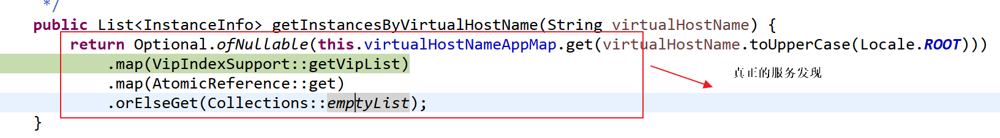 */
public List<InstanceInfo> getInstancesByVirtualHostName(String virtualHostName) {
return Optional.ofNullable(this.virtualHostNameAppMap.get(virtualHostName.toUpperCase(Locale.ROOT)))
.map(VipIndexSupport::getVipList)
.map(AtomicReference::get)
真正的服务发现
.orElseGet(Collections::emptyList);
}